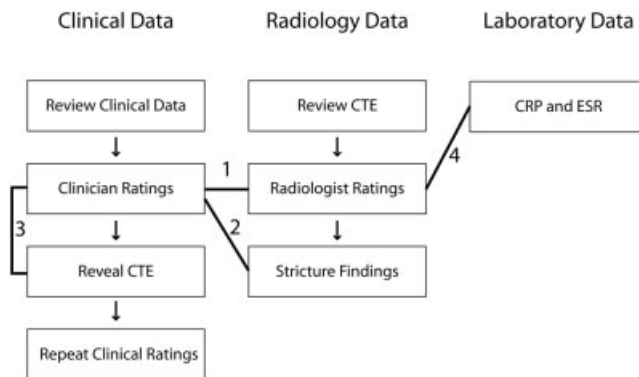 Clinical Data
Radiology Data
Laboratory Data
Review Clinical Data
Review CTE
CRP and ESR
1
4
Clinician Ratings
Radiologist Ratings
3
2
Reveal CTE
Stricture Findings
Repeat Clinical Ratings